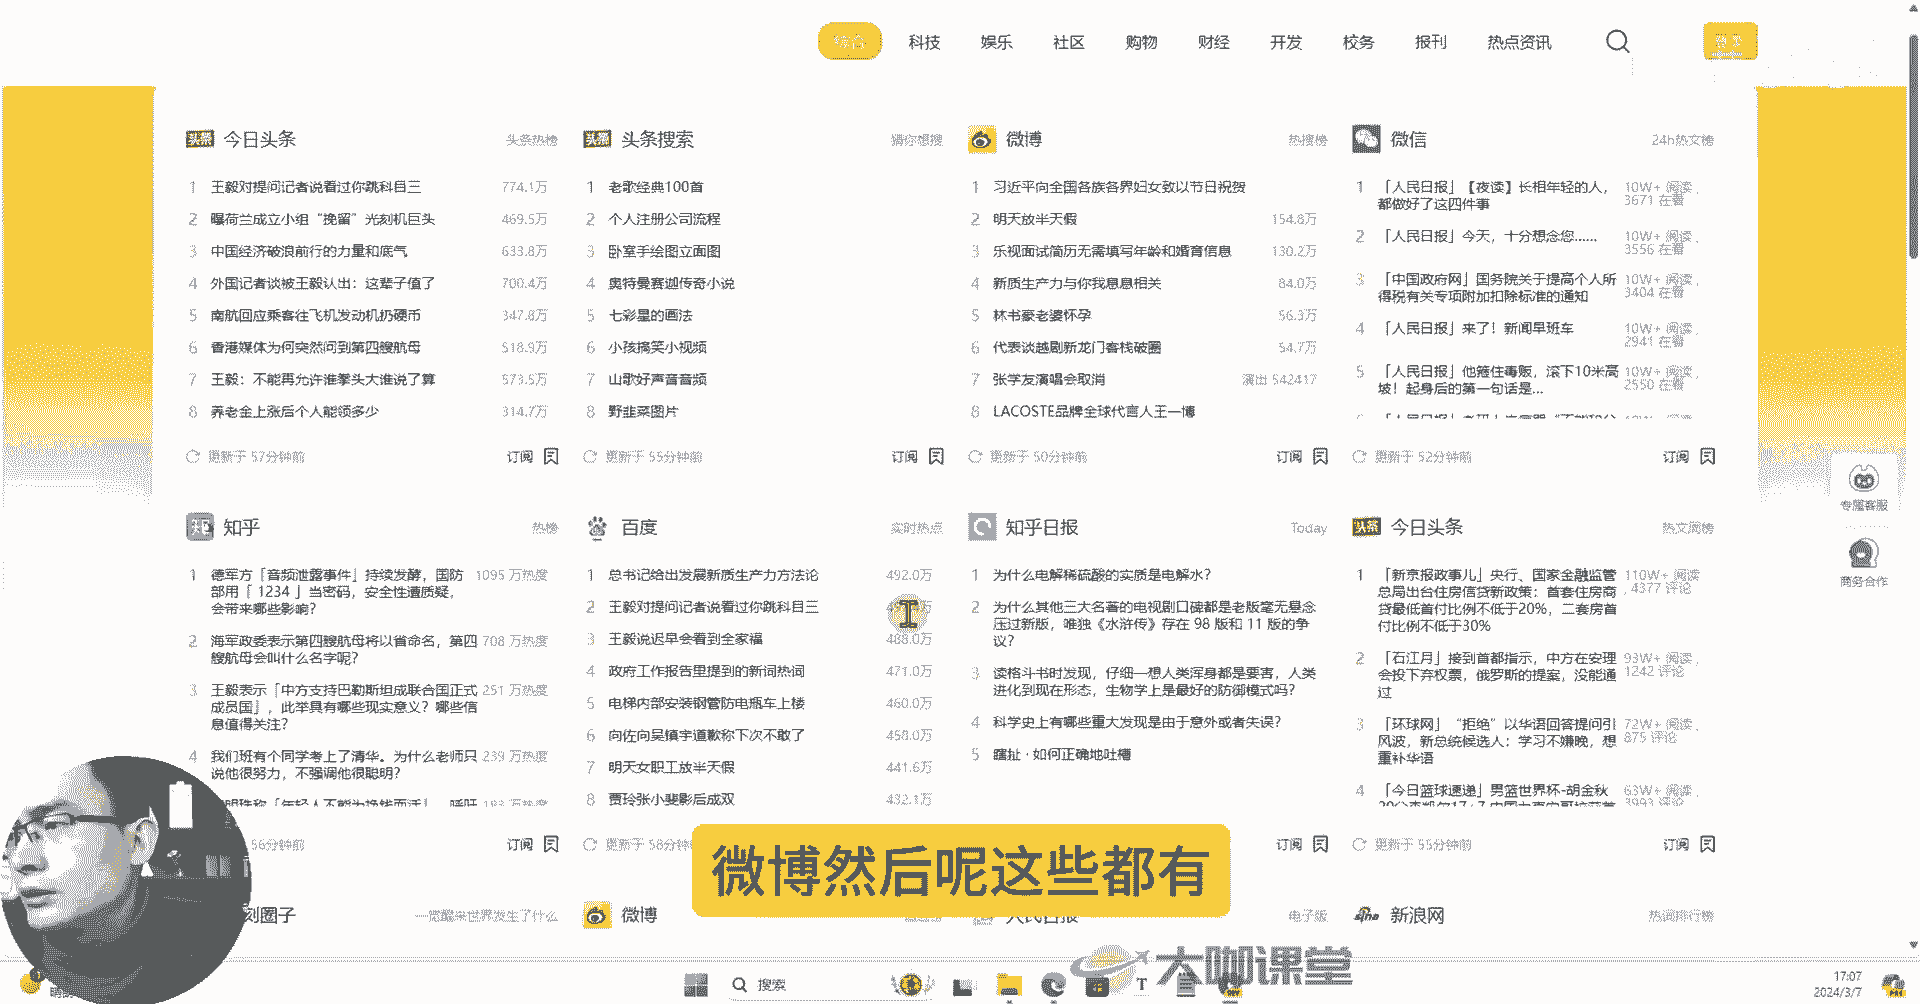 综合 科技 娱乐 社区 购物 财经 开发 校务 报刊 热点资讯 登录
今日头条 头条热榜
1 王毅对提问记者说看过你跳科目三 774.1万
2 曝荷兰成立小组“挽留”光刻机巨头 469.5万
3 中国经济破浪前行的力量和底气 633.8万
4 外国记者谈被王毅认出：这辈子值了 700.4万
5 南航回应乘客往飞机发动机扔硬币 347.8万
6 香港媒体为何突然问到第四艘航母 518.9万
7 王毅：不能再允许谁拳头大谁说了算 573.5万
8 养老金上涨后个人能领多少 314.7万
更新于 57分钟前 订阅
头条搜索 猜你想搜
1 老歌经典100首
2 个人注册公司流程
3 卧室手绘图立面图
4 奥特曼赛迦传奇小说
5 七彩星的画法
6 小孩搞笑小视频
7 山歌好声音音频
8 野韭菜图片
更新于 55分钟前 订阅
微博 热搜榜
1 习近平向全国各族各界妇女致以节日祝贺
2 明天放半天假 154.8万
3 乐视面试简历无需填写年龄和婚育信息 130.2万
4 新质生产力与你我息息相关 84.0万
5 林书豪老婆怀孕 56.3万
6 代表谈越剧新龙门客栈破圈 54.7万
7 张学友演唱会取消 演出 542417
8 LACOSTE品牌全球代言人王一博
更新于 50分钟前 订阅
微信 24h热文榜
1 「人民日报」【夜读】长相年轻的人， 10W+ 阅读，
都做好了这四件事 3671 在看
2 「人民日报」今天，十分想念您…… 10W+ 阅读，
3556 在看
3 「中国政府网」国务院关于提高个人所 10W+ 阅读，
得税有关专项附加扣除标准的通知 3404 在看
4 「人民日报」来了！新闻早班车 10W+ 阅读，
2941 在看
5 「人民日报」他箍住毒贩，滚下10米高 10W+ 阅读，
坡！起身后的第一句话是... 2550 在看
更新于 52分钟前 订阅
知乎 热榜
1 德军方「音频泄露事件」持续发酵，国防 1095 万热度
部用「 1234 」当密码，安全性遭质疑，
会带来哪些影响？
2 海军政委表示第四艘航母将以省命名，第四 708 万热度
艘航母会叫什么名字呢？
3 王毅表示「中方支持巴勒斯坦成联合国正式 251 万热度
成员国」，此举具有哪些现实意义？哪些信
息值得关注？
4 我们班有个同学考上了清华。为什么老师只 239 万热度
说他很努力，不强调他很聪明？
56分钟前 订阅
百度 实时热点
1 总书记给出发展新质生产力方法论 492.0万
2 王毅对提问记者说看过你跳科目三
3 王毅说迟早会看到全家福 488.0万
4 政府工作报告里提到的新词热词 471.0万
5 电梯内部安装钢管防电瓶车上楼 460.0万
6 向佐向吴镇宇道歉称下次不敢了 458.0万
7 明天女职工放半天假 441.6万
8 贾玲张小斐影后成双 432.1万
更新于 58分
知乎日报 Today
1 为什么电解稀硫酸的实质是电解水？
2 为什么其他三大名著的电视剧口碑都是老版毫无悬念
压过新版，唯独《水浒传》存在 98 版和 11 版的争
议？
3 读格斗书时发现，仔细一想人类浑身都是要害，人类
进化到现在形态，生物学上是最好的防御模式吗？
4 科学史上有哪些重大发现是由于意外或者失误？
5 瞎扯 · 如何正确地吐槽
订阅
今日头条 热文周榜
1 「新京报政事儿」央行、国家金融监管 110W+ 阅读
总局出台住房信贷新政策：首套住房商 , 4377 评论
贷最低首付比例不低于20%，二套房首
付比例不低于30%
2 「石江月」接到首都指示，中方在安理 93W+ 阅读，
会投下弃权票，俄罗斯的提案，没能通 1242 评论
过
3 「环球网」“拒绝”以华语回答提问引 72W+ 阅读，
风波，新总统候选人：学习不嫌晚，想 875 评论
重补华语
4 「今日篮球速递」男篮世界杯-胡金秋 63W+ 阅读，
3993 评论
更新于 55分钟前 订阅
专属客服
商务合作
微博然后呢这些都有
刻圈子 一觉醒来世界发生了什么
微博
人民日报 电子版
sina 新浪网 热词排行榜
大咖课堂
搜索
17:07
2024/3/7